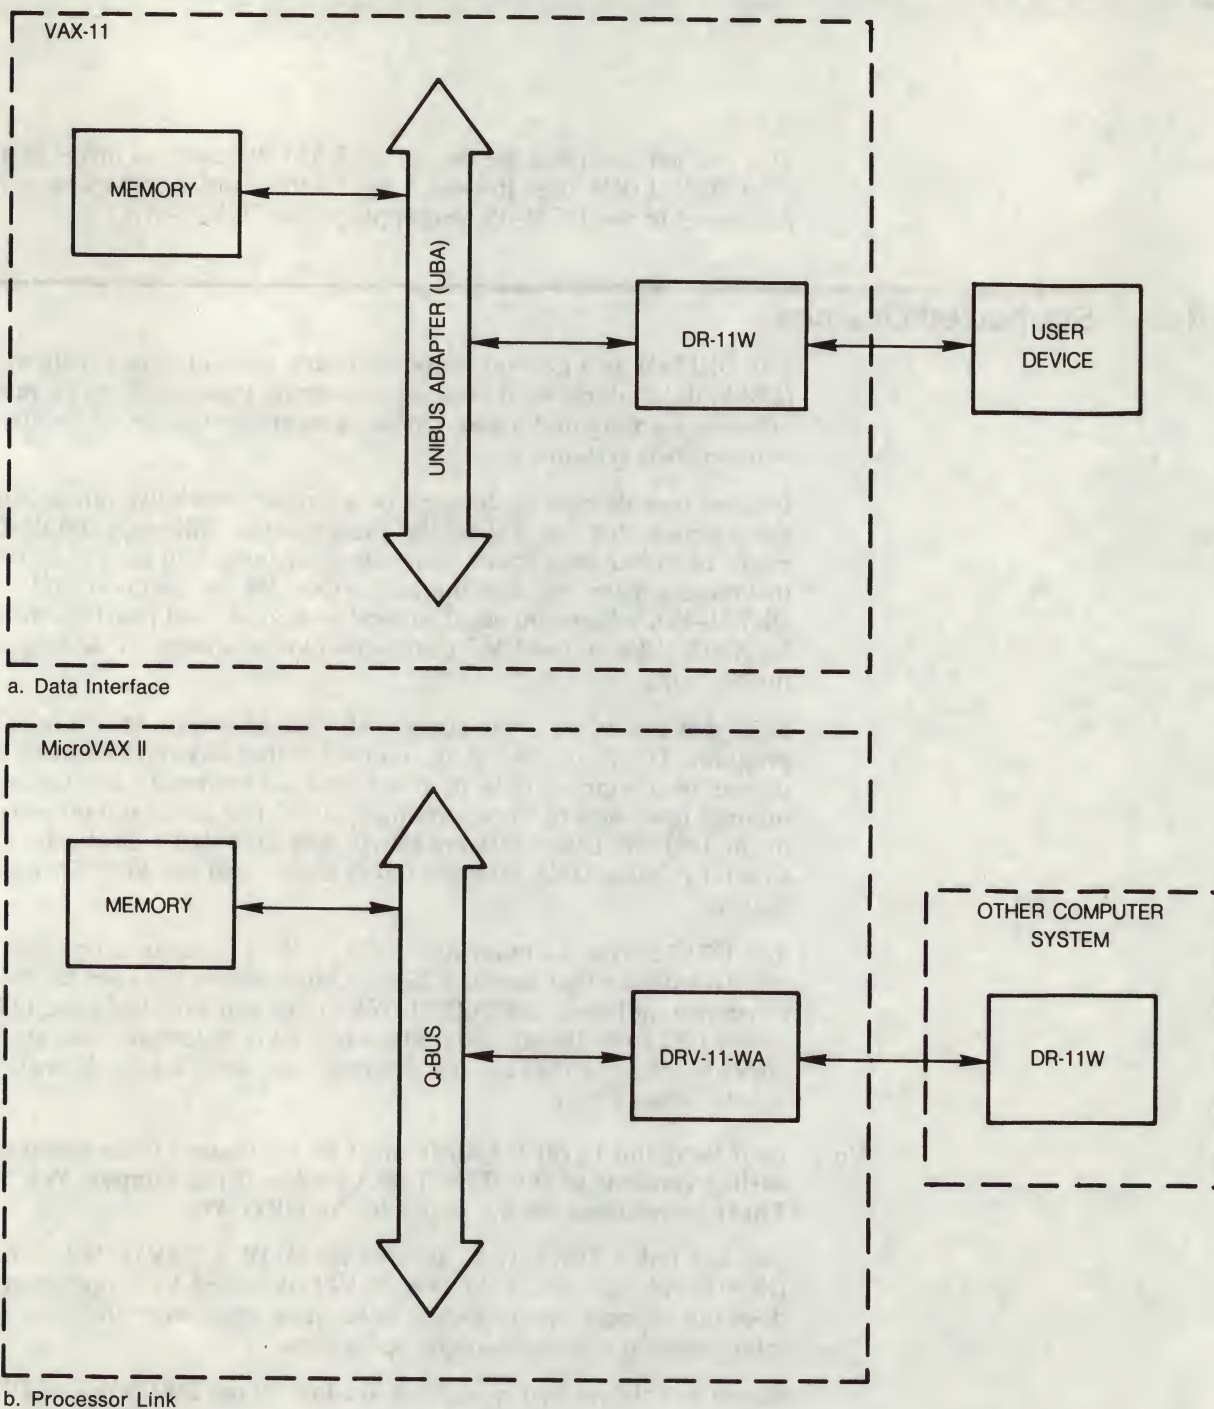 VAX-11
MEMORY
UNIBUS ADAPTER (UBA)
DR-11W
USER
DEVICE
a. Data Interface
MicroVAX II
MEMORY
Q-BUS
DRV-11-WA
OTHER COMPUTER
SYSTEM
DR-11W
b. Processor Link